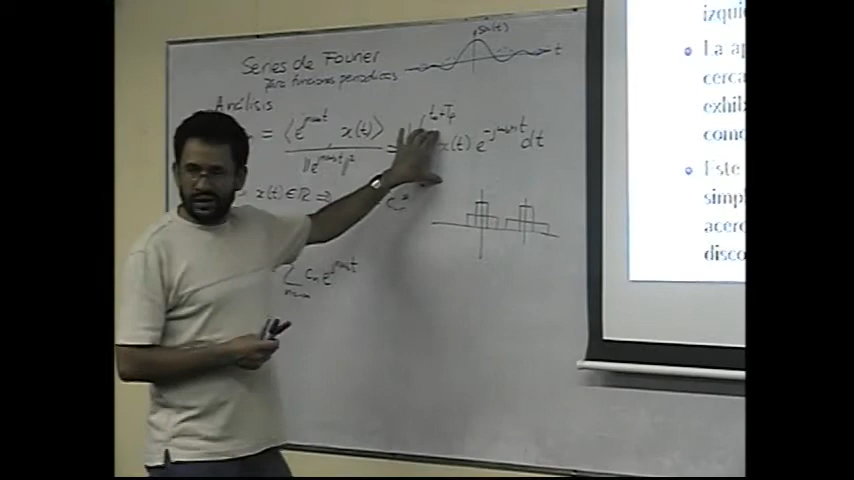 Series de Fourier
para funciones periódicas
sa(t)
t
Análisis
= ⟨e^{jnω₀t}, x(t)⟩ / ||e^{jnω₀t}||² = x(t) e^{-jnω₀t} dt
t₀+Tₚ
x(t) ∈ ℝ ⇒
∑ cₙ e^{jnω₀t}
n=-∞
izquie
La ap
cerca
exhib
como
Este
simpl
acerc
disco